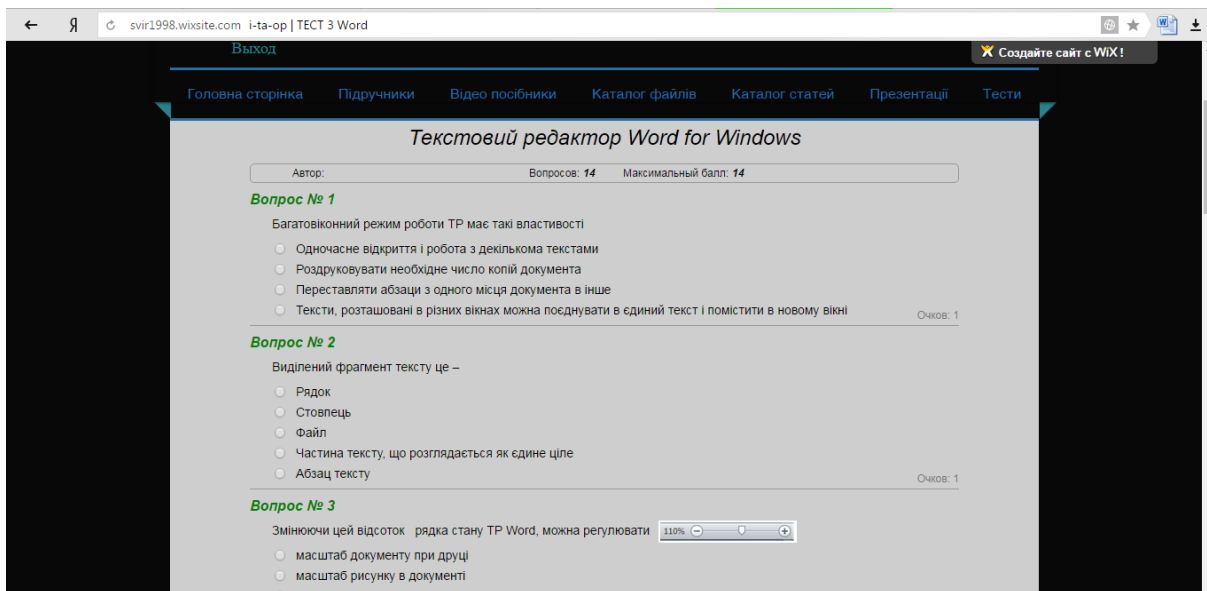 Я svir1998.wixsite.com i-ta-op | ТЕСТ 3 Word
Выход
Создайте сайт с WiX !
Головна сторінка Підручники Відео посібники Каталог файлів Каталог статей Презентації Тести
Текстовий редактор Word for Windows
Автор: Вопросов: 14 Максимальный балл: 14
Вопрос № 1
Багатовіконний режим роботи ТР має такі властивості
Одночасне відкриття і робота з декількома текстами
Роздруковувати необхідне число копій документа
Переставляти абзаци з одного місця документа в інше
Тексти, розташовані в різних вікнах можна поєднувати в єдиний текст і помістити в новому вікні
Очков: 1
Вопрос № 2
Виділений фрагмент тексту це –
Рядок
Стовпець
Файл
Частина тексту, що розглядається як єдине ціле
Абзац тексту
Очков: 1
Вопрос № 3
Змінюючи цей відсоток рядка стану ТР Word, можна регулювати 110%
масштаб документу при друці
масштаб рисунку в документі